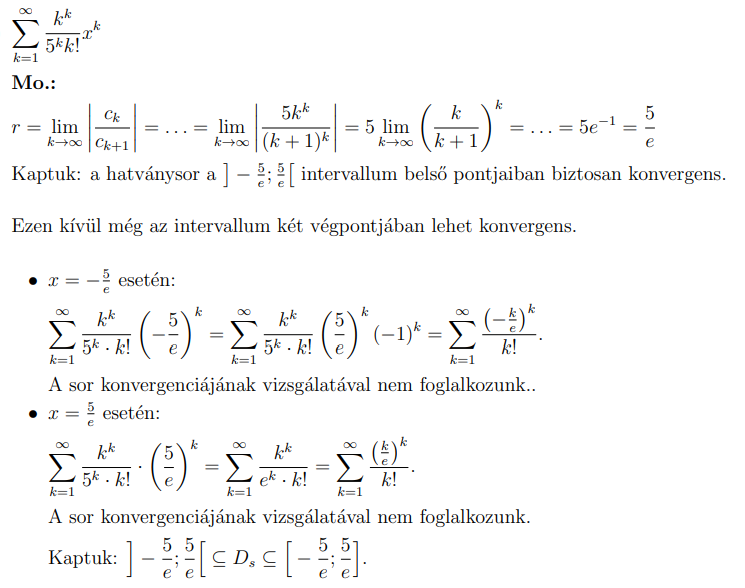 $\sum_{k=1}^{\infty} \frac{k^k}{5^k k!} x^k$
Mo.:
$r = \lim_{k \to \infty} \left| \frac{c_k}{c_{k+1}} \right| = \ldots = \lim_{k \to \infty} \left| \frac{5k^k}{(k+1)^k} \right| = 5 \lim_{k \to \infty} \left( \frac{k}{k+1} \right)^k = \ldots = 5e^{-1} = \frac{5}{e}$
Kaptuk: a hatványsor a $\left] -\frac{5}{e}; \frac{5}{e} \right[$ intervallum belső pontjaiban biztosan konvergens.
Ezen kívül még az intervallum két végpontjában lehet konvergens.
• $x = -\frac{5}{e}$ esetén:
$\sum_{k=1}^{\infty} \frac{k^k}{5^k \cdot k!} \left( -\frac{5}{e} \right)^k = \sum_{k=1}^{\infty} \frac{k^k}{5^k \cdot k!} \left( \frac{5}{e} \right)^k (-1)^k = \sum_{k=1}^{\infty} \frac{\left( -\frac{k}{e} \right)^k}{k!}.$
A sor konvergenciájának vizsgálatával nem foglalkozunk..
• $x = \frac{5}{e}$ esetén:
$\sum_{k=1}^{\infty} \frac{k^k}{5^k \cdot k!} \cdot \left( \frac{5}{e} \right)^k = \sum_{k=1}^{\infty} \frac{k^k}{e^k \cdot k!} = \sum_{k=1}^{\infty} \frac{\left( \frac{k}{e} \right)^k}{k!}.$
A sor konvergenciájának vizsgálatával nem foglalkozunk.
Kaptuk: $\left] -\frac{5}{e}; \frac{5}{e} \right[ \subseteq D_s \subseteq \left[ -\frac{5}{e}; \frac{5}{e} \right].$